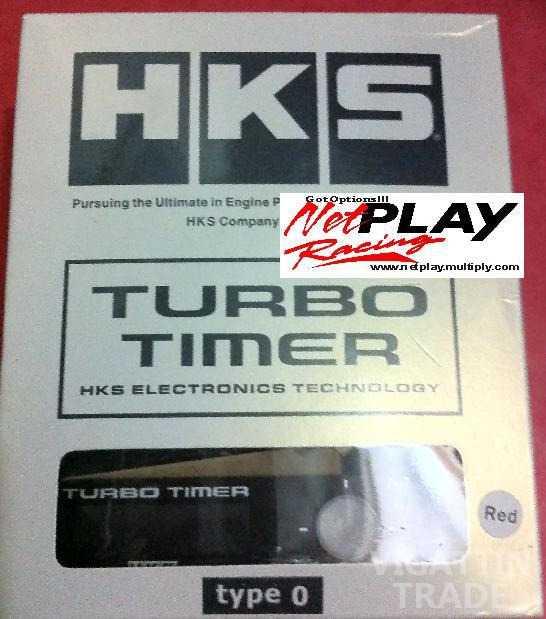 HKS
Pursuing the Ultimate in Engine P
HKS Company
GotOptions!!!
NetPLAY
Racing
www.netplay.multiply.com
TURBO
TIMER
HKS ELECTRONICS TECHNOLOGY
TURBO TIMER
Red
type 0
VIGATTIN
TRADE